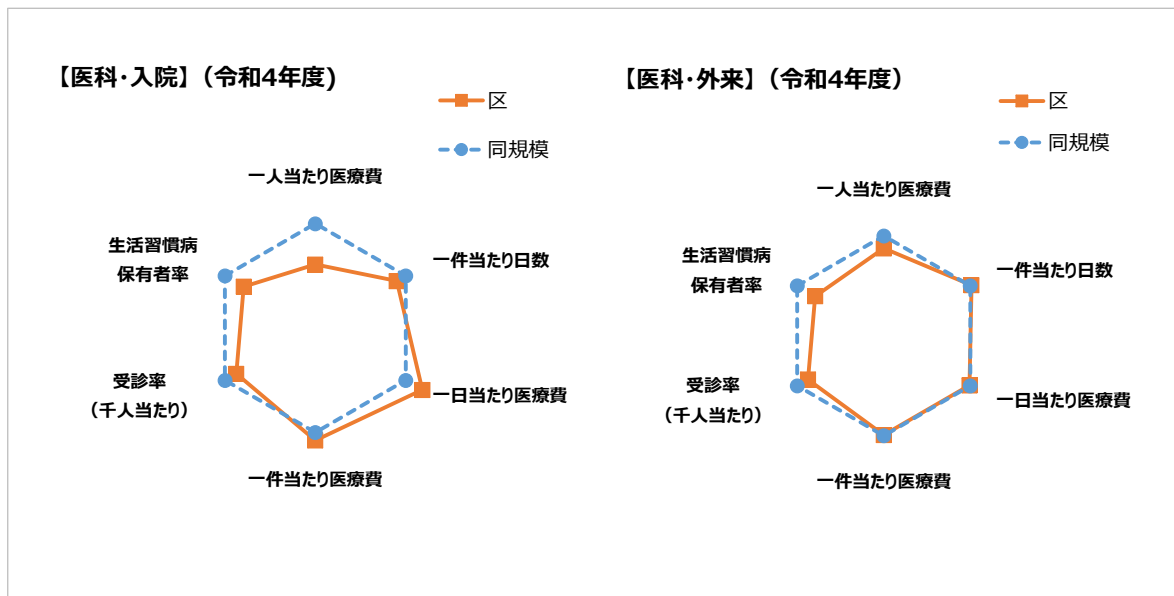 【医科・入院】（令和4年度)
区
同規模
一人当たり医療費
一件当たり日数
一日当たり医療費
一件当たり医療費
受診率
（千人当たり）
生活習慣病
保有者率
【医科・外来】（令和4年度）
区
同規模
一人当たり医療費
一件当たり日数
一日当たり医療費
一件当たり医療費
受診率
（千人当たり）
生活習慣病
保有者率